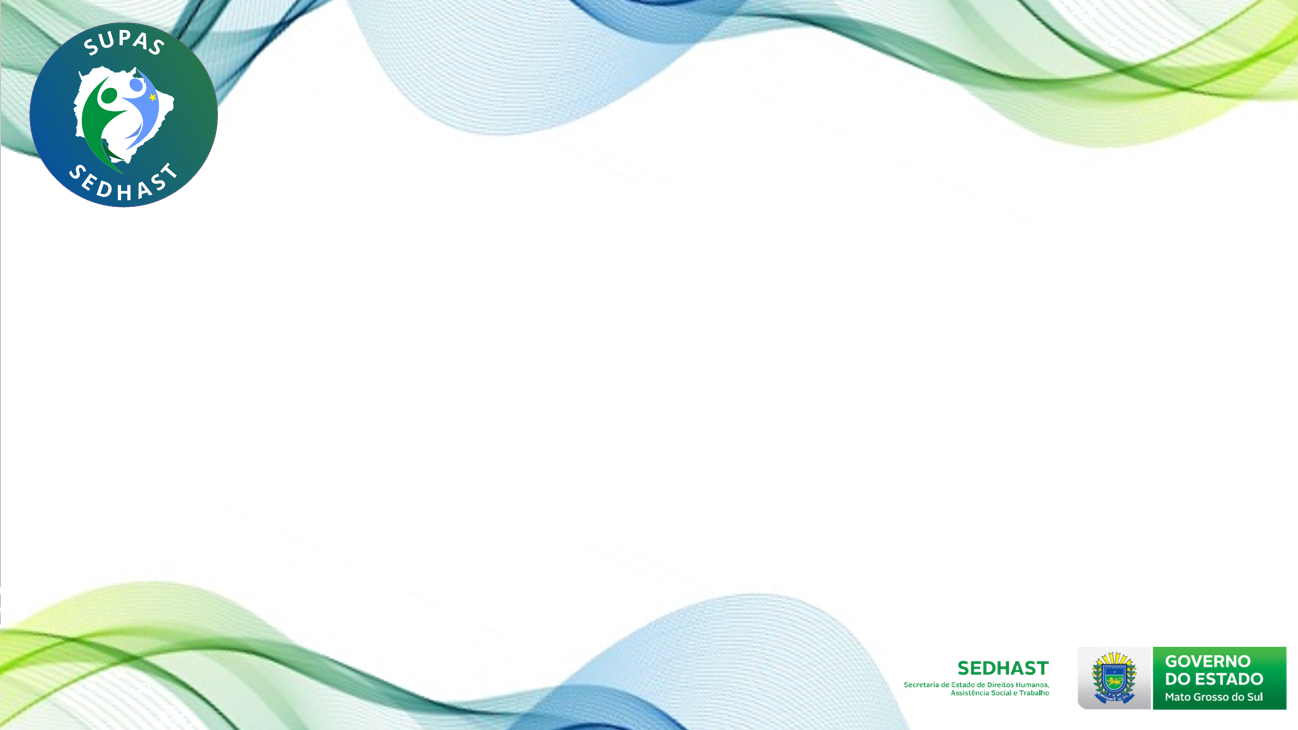 SUPAS
SEDHAST
SEDHAST
Secretaria de Estado de Direitos Humanos,
Assistência Social e Trabalho
GOVERNO
DO ESTADO
Mato Grosso do Sul